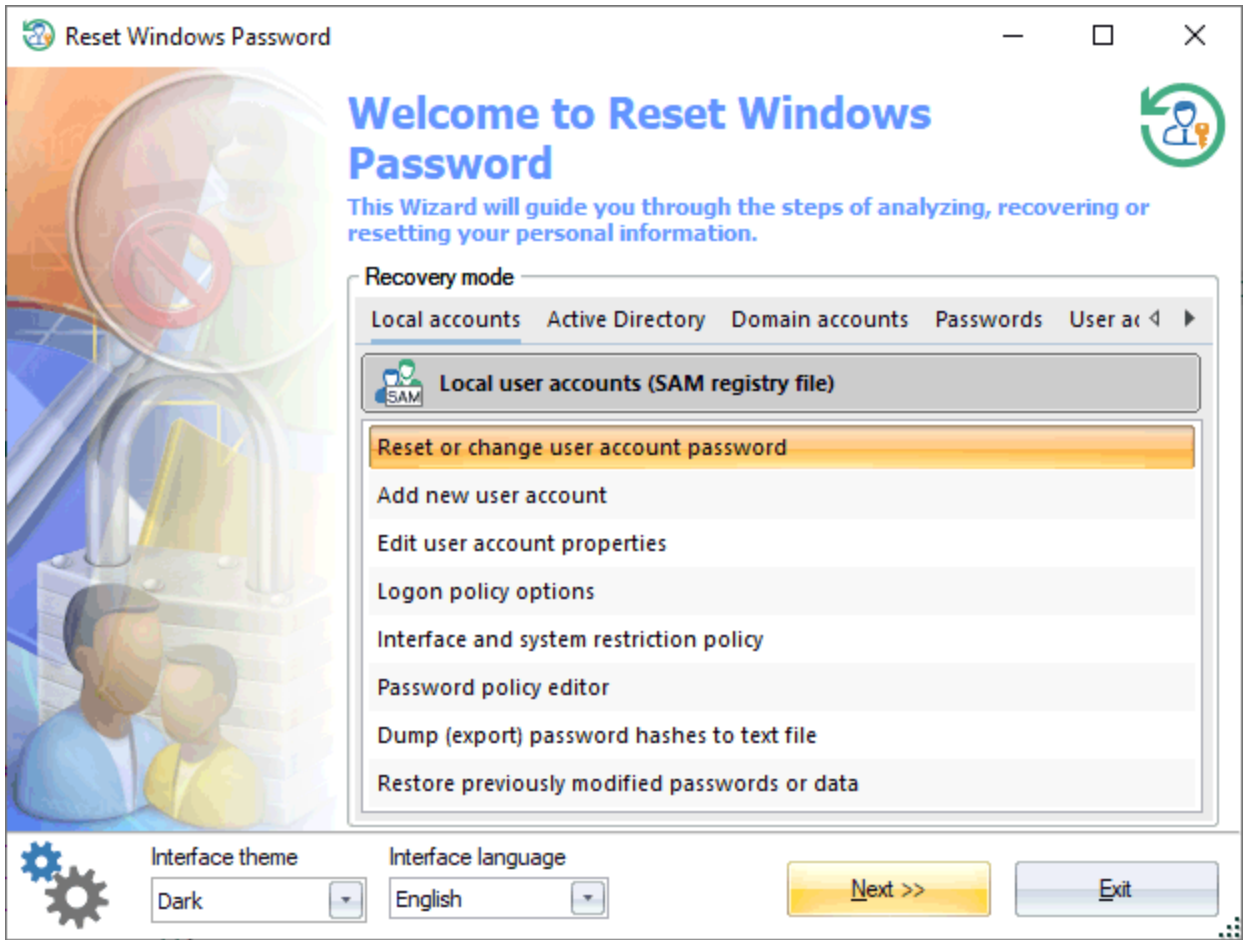 Reset Windows Password
Welcome to Reset Windows
Password
This Wizard will guide you through the steps of analyzing, recovering or
resetting your personal information.
Recovery mode
Local accounts Active Directory Domain accounts Passwords User
SAM Local user accounts (SAM registry file)
Reset or change user account password
Add new user account
Edit user account properties
Logon policy options
Interface and system restriction policy
Password policy editor
Dump (export) password hashes to text file
Restore previously modified passwords or data
Interface theme Interface language
Dark English Next >> Exit